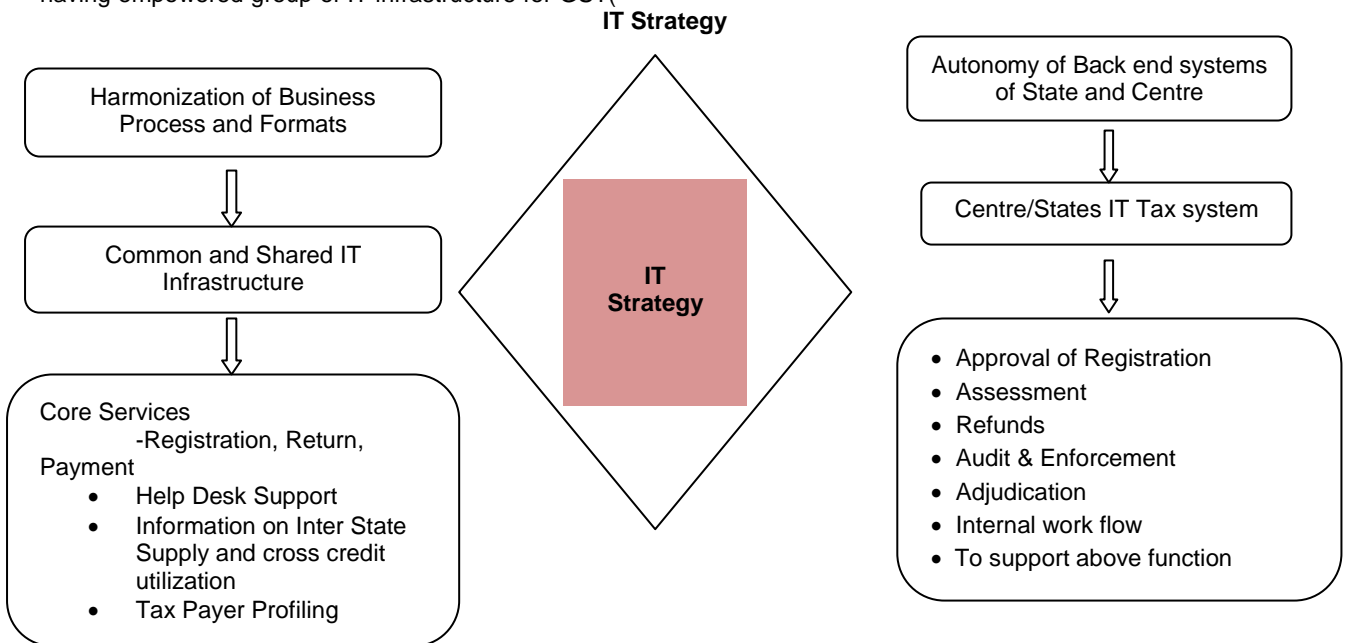 IT Strategy
Harmonization of Business
Process and Formats
Common and Shared IT
Infrastructure
Core Services
-Registration, Return,
Payment
• Help Desk Support
• Information on Inter State
Supply and cross credit
utilization
• Tax Payer Profiling
IT
Strategy
Autonomy of Back end systems
of State and Centre
Centre/States IT Tax system
• Approval of Registration
• Assessment
• Refunds
• Audit & Enforcement
• Adjudication
• Internal work flow
• To support above function